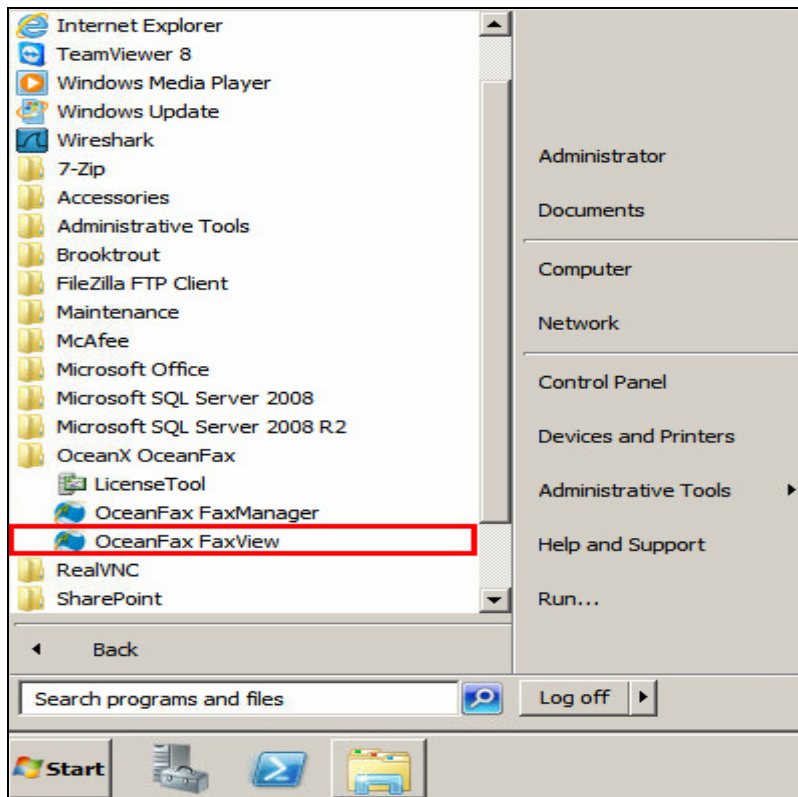 Internet Explorer
TeamViewer 8
Windows Media Player
Windows Update
Wireshark
7-Zip
Accessories
Administrative Tools
Brooktrout
FileZilla FTP Client
Maintenance
McAfee
Microsoft Office
Microsoft SQL Server 2008
Microsoft SQL Server 2008 R2
OceanX OceanFax
LicenseTool
OceanFax FaxManager
OceanFax FaxView
RealVNC
SharePoint
Back
Search programs and files
Administrator
Documents
Computer
Network
Control Panel
Devices and Printers
Administrative Tools
Help and Support
Run...
Log off
Start